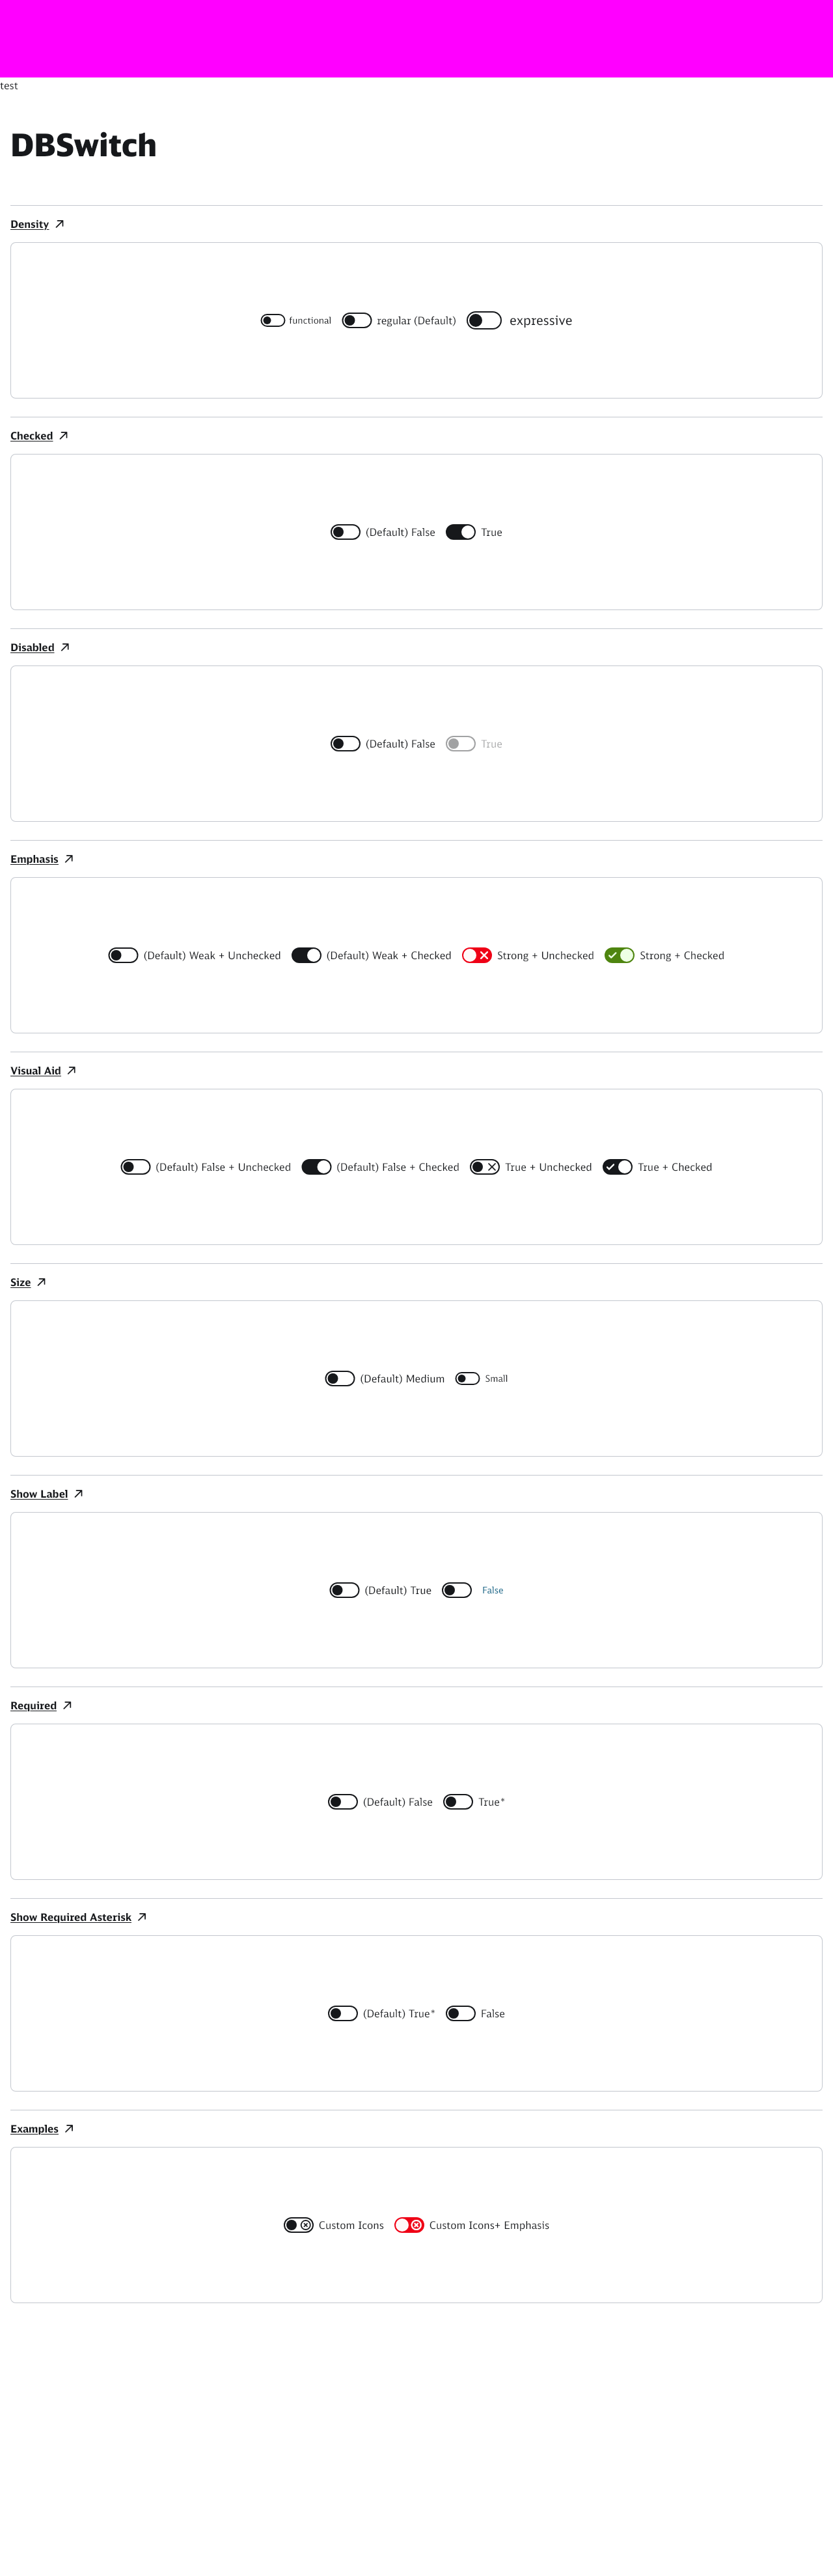 test
DBSwitch
Density
functional regular (Default) expressive
Checked
(Default) False True
Disabled
(Default) False True
Emphasis
(Default) Weak + Unchecked (Default) Weak + Checked Strong + Unchecked Strong + Checked
Visual Aid
(Default) False + Unchecked (Default) False + Checked True + Unchecked True + Checked
Size
(Default) Medium Small
Show Label
(Default) True False
Required
(Default) False True*
Show Required Asterisk
(Default) True* False
Examples
Custom Icons Custom Icons+ Emphasis